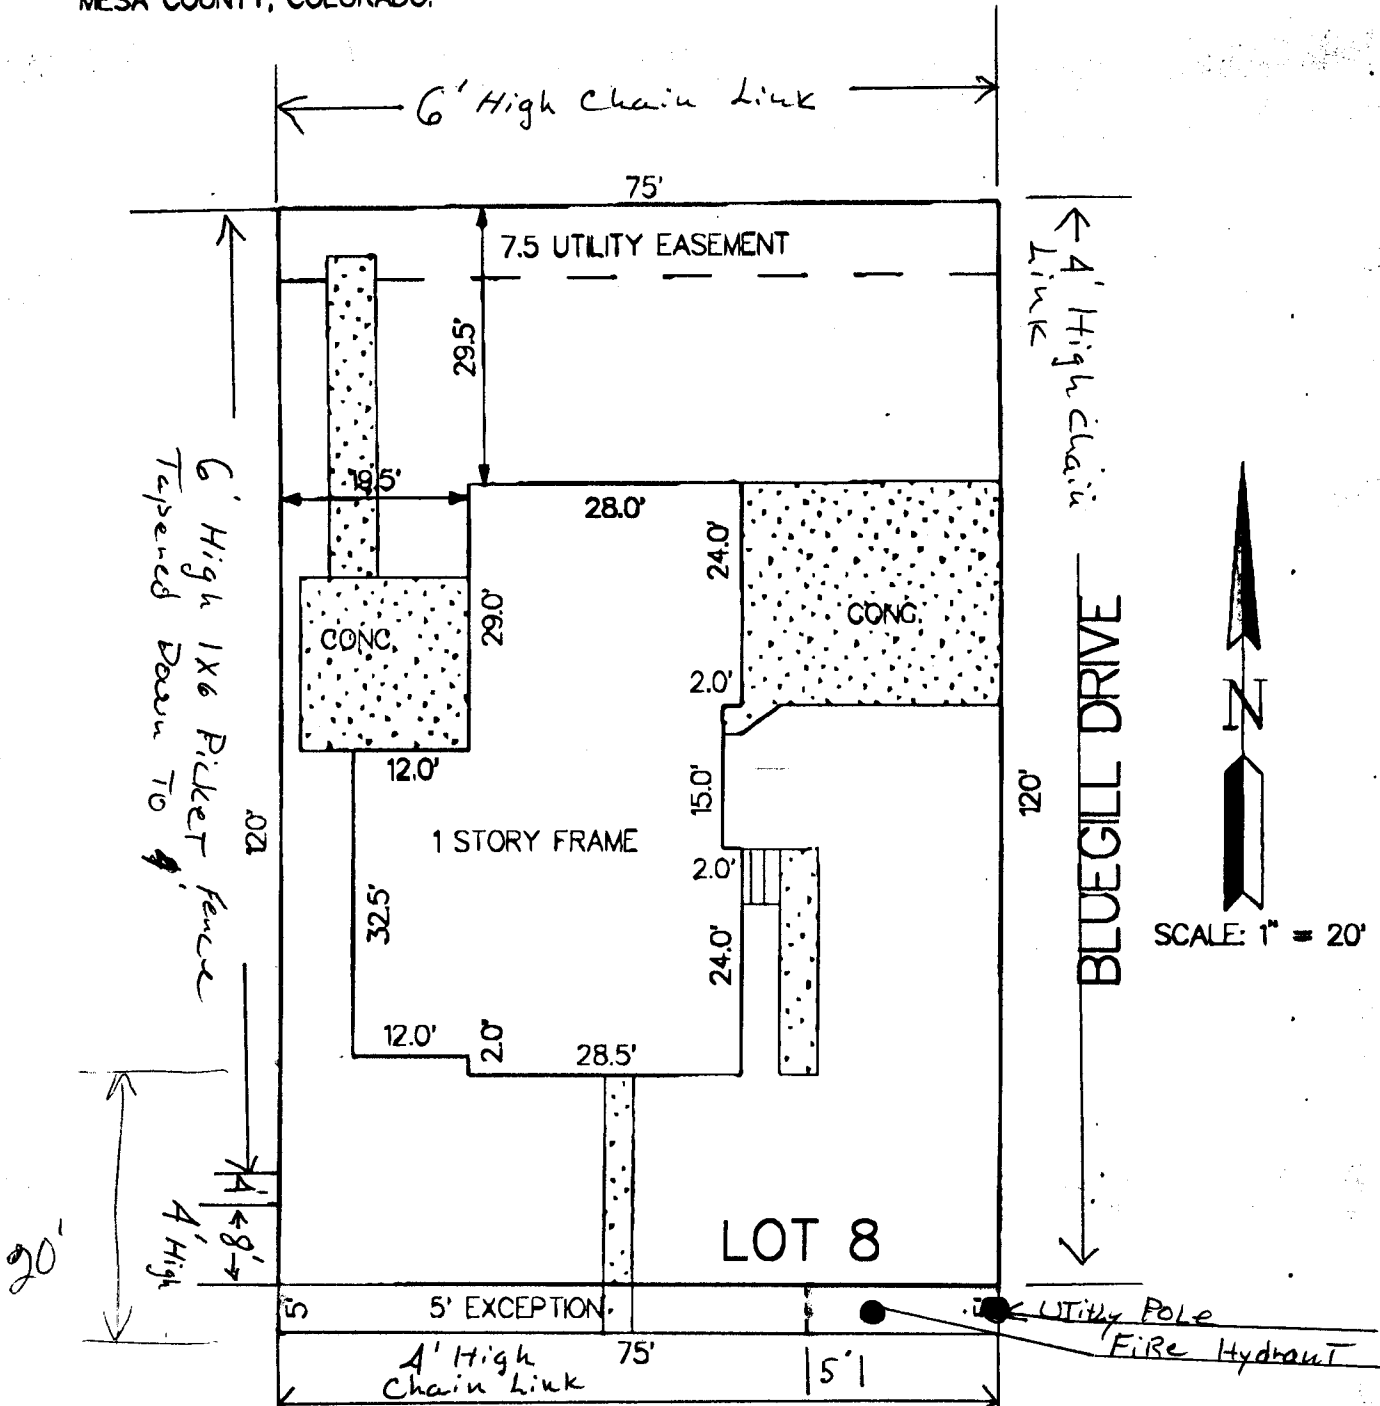 MESA COUNTY, COLORADO.
6' High Chain Link
75'
7.5 UTILITY EASEMENT
4' High Chain
Link
29.5'
19.5'
28.0'
24.0'
6' High 1x6 Picket Fence
Tapered Down To 4'
CONC.
29.0'
CONC.
2.0'
12.0'
15.0'
120'
120'
BLUEGILL DRIVE
N
SCALE: 1" = 20'
1 STORY FRAME
2.0'
32.5'
24.0'
12.0'
2.0'
28.5'
20'
4'
4' High
8'
LOT 8
5'
5' EXCEPTION
Utility Pole
Fire Hydrant
4' High
Chain Link
75'
5'